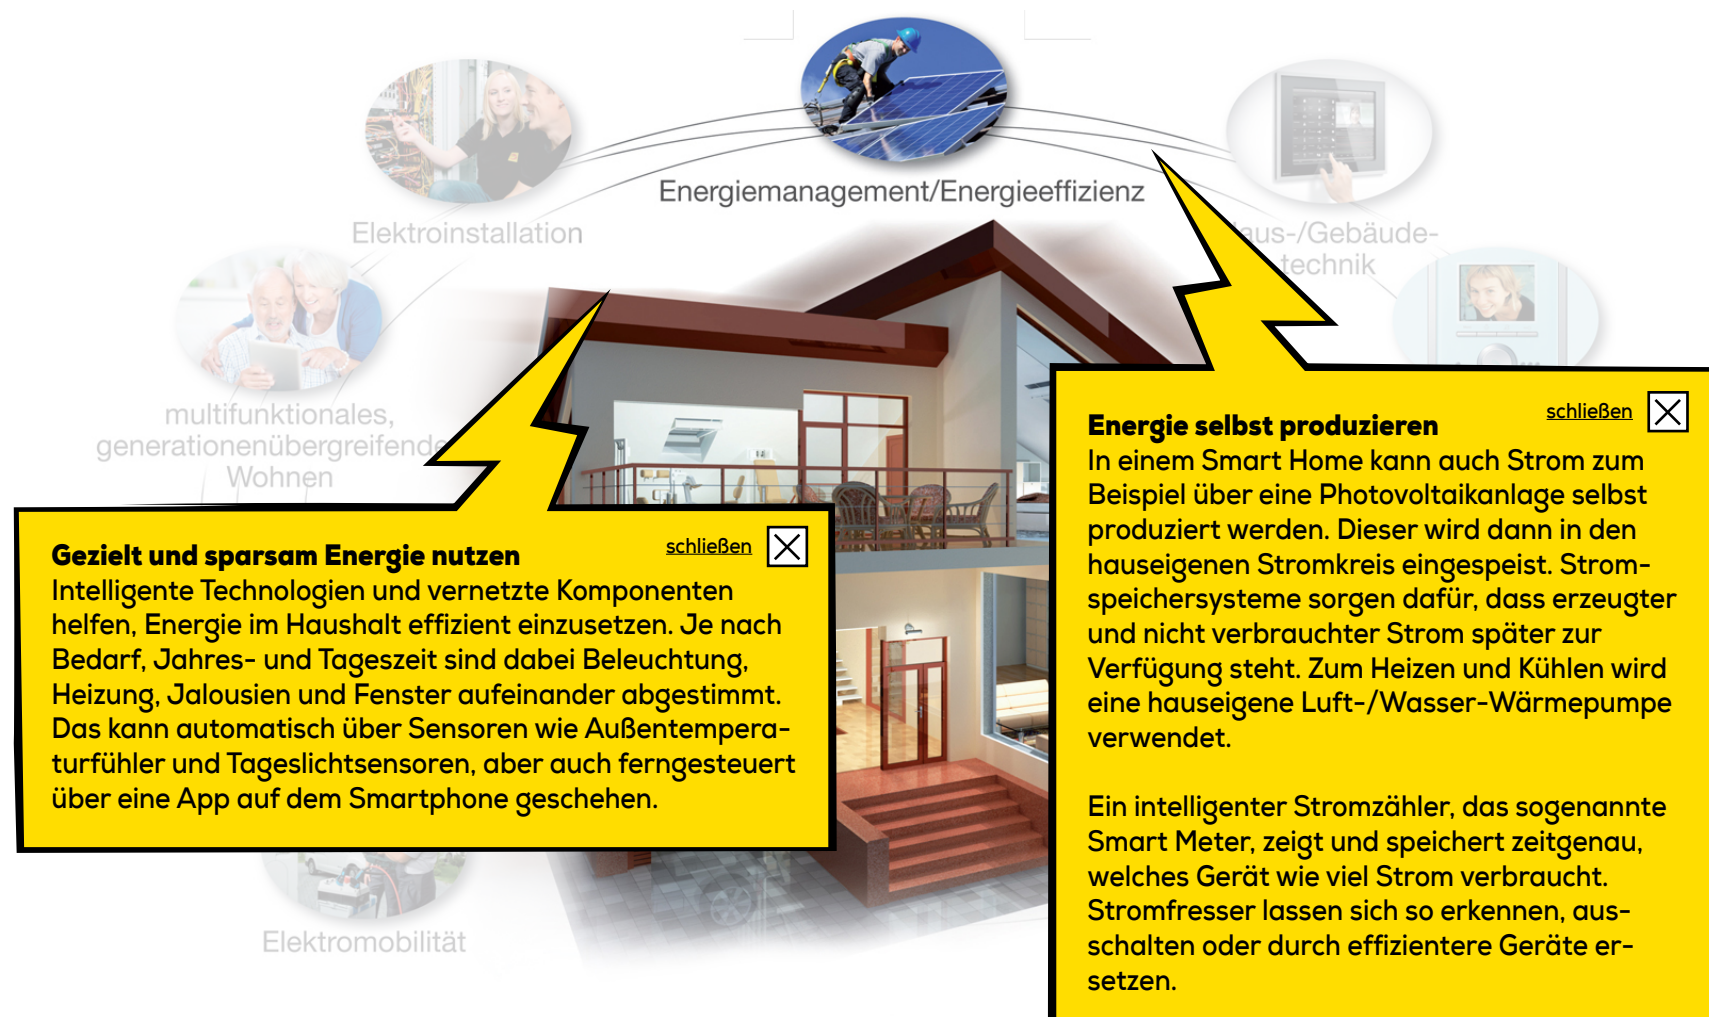 Energiemanagement/Energieeffizienz
Elektroinstallation
aus-/Gebäude-
technik
multifunktionales,
generationenübergreifende
Wohnen
Gezielt und sparsam Energie nutzen
schließen
Intelligente Technologien und vernetzte Komponenten
helfen, Energie im Haushalt effizient einzusetzen. Je nach
Bedarf, Jahres- und Tageszeit sind dabei Beleuchtung,
Heizung, Jalousien und Fenster aufeinander abgestimmt.
Das kann automatisch über Sensoren wie Außentempera-
turfühler und Tageslichtsensoren, aber auch ferngesteuert
über eine App auf dem Smartphone geschehen.
Energie selbst produzieren
schließen
In einem Smart Home kann auch Strom zum
Beispiel über eine Photovoltaikanlage selbst
produziert werden. Dieser wird dann in den
hauseigenen Stromkreis eingespeist. Strom-
speichersysteme sorgen dafür, dass erzeugter
und nicht verbrauchter Strom später zur
Verfügung steht. Zum Heizen und Kühlen wird
eine hauseigene Luft-/Wasser-Wärmepumpe
verwendet.
Ein intelligenter Stromzähler, das sogenannte
Smart Meter, zeigt und speichert zeitgenau,
welches Gerät wie viel Strom verbraucht.
Stromfresser lassen sich so erkennen, aus-
schalten oder durch effizientere Geräte er-
setzen.
Elektromobilität